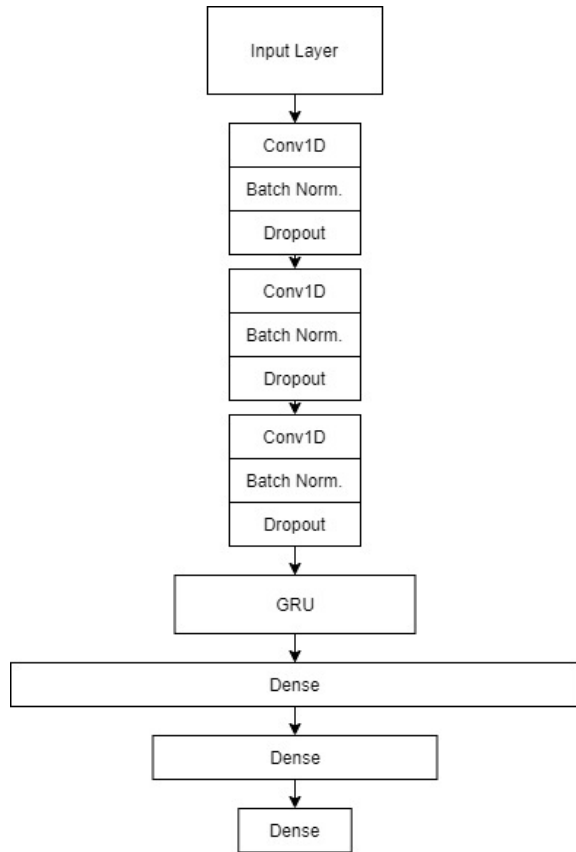 Input Layer
Conv1D
Batch Norm.
Dropout
Conv1D
Batch Norm.
Dropout
Conv1D
Batch Norm.
Dropout
GRU
Dense
Dense
Dense